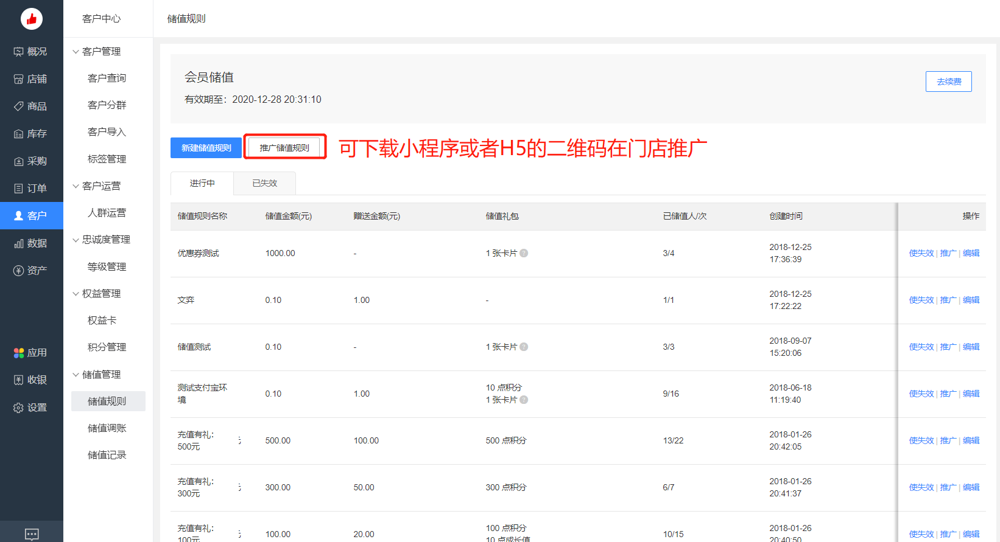 概况
店铺
商品
库存
采购
订单
客户
数据
资产
应用
收银
设置
客户中心
客户管理
客户查询
客户分群
客户导入
标签管理
客户运营
人群运营
忠诚度管理
等级管理
权益管理
权益卡
积分管理
储值管理
储值规则
储值调账
储值记录
储值规则
会员储值
有效期至：2020-12-28 20:31:10
去续费
新建储值规则 推广储值规则 可下载小程序或者H5的二维码在门店推广
进行中 已失效
储值规则名称 储值金额(元) 赠送金额(元) 储值礼包 已储值人/次 创建时间 操作
优惠券测试 1000.00 - 1 张卡片 ? 3/4 2018-12-25 17:36:39 使失效 | 推广 | 编辑
文弈 0.10 1.00 - 1/1 2018-12-25 17:22:22 使失效 | 推广 | 编辑
储值测试 0.10 - 1 张卡片 ? 3/3 2018-09-07 15:20:06 使失效 | 推广 | 编辑
测试支付宝环境 0.10 1.00 10 点积分 1 张卡片 ? 9/16 2018-06-18 11:19:40 使失效 | 推广 | 编辑
充值有礼：500元 500.00 100.00 500 点积分 13/22 2018-01-26 20:42:05 使失效 | 推广 | 编辑
充值有礼：300元 300.00 50.00 300 点积分 6/7 2018-01-26 20:41:37 使失效 | 推广 | 编辑
充值有礼：100元 100.00 20.00 100 点积分 10 点成长值 10/15 2018-01-26 20:40:50 使失效 | 推广 | 编辑